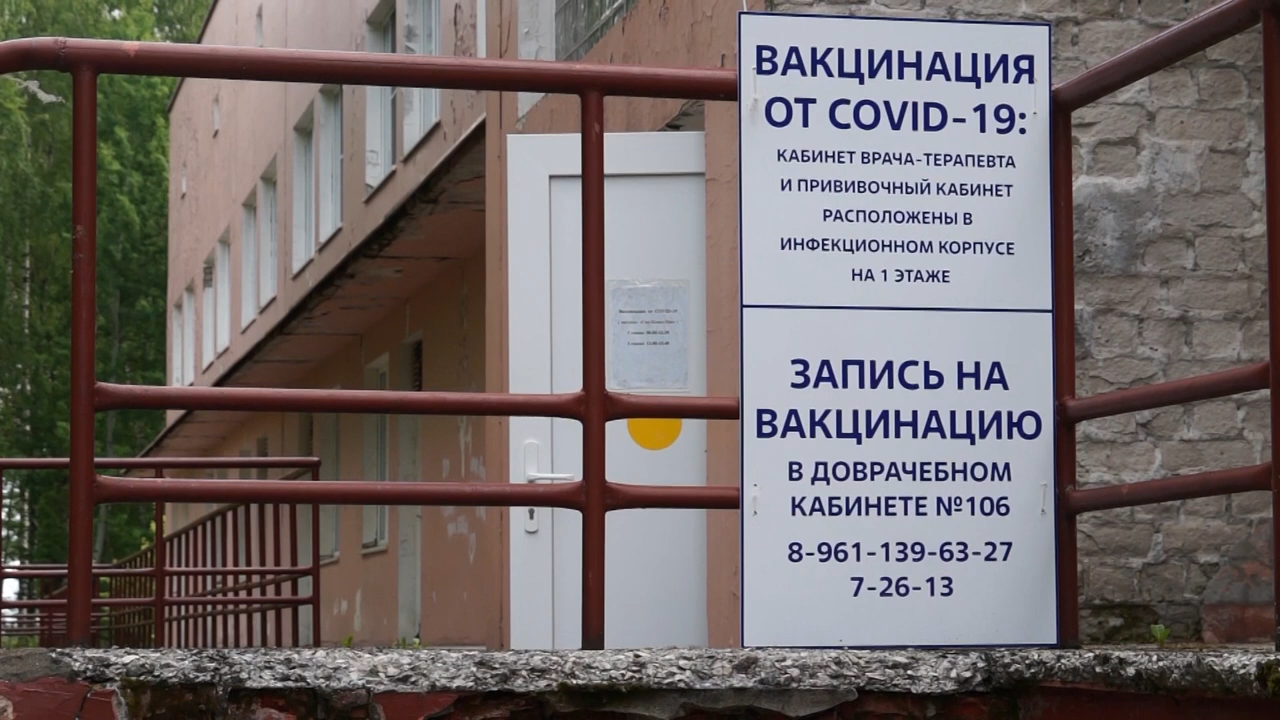 ВАКЦИНАЦИЯ
ОТ COVID-19:
КАБИНЕТ ВРАЧА-ТЕРАПЕВТА
И ПРИВИВОЧНЫЙ КАБИНЕТ
РАСПОЛОЖЕНЫ В
ИНФЕКЦИОННОМ КОРПУСЕ
НА 1 ЭТАЖЕ
ЗАПИСЬ НА
ВАКЦИНАЦИЮ
В ДОВРАЧЕБНОМ
КАБИНЕТЕ №106
8-961-139-63-27
7-26-13